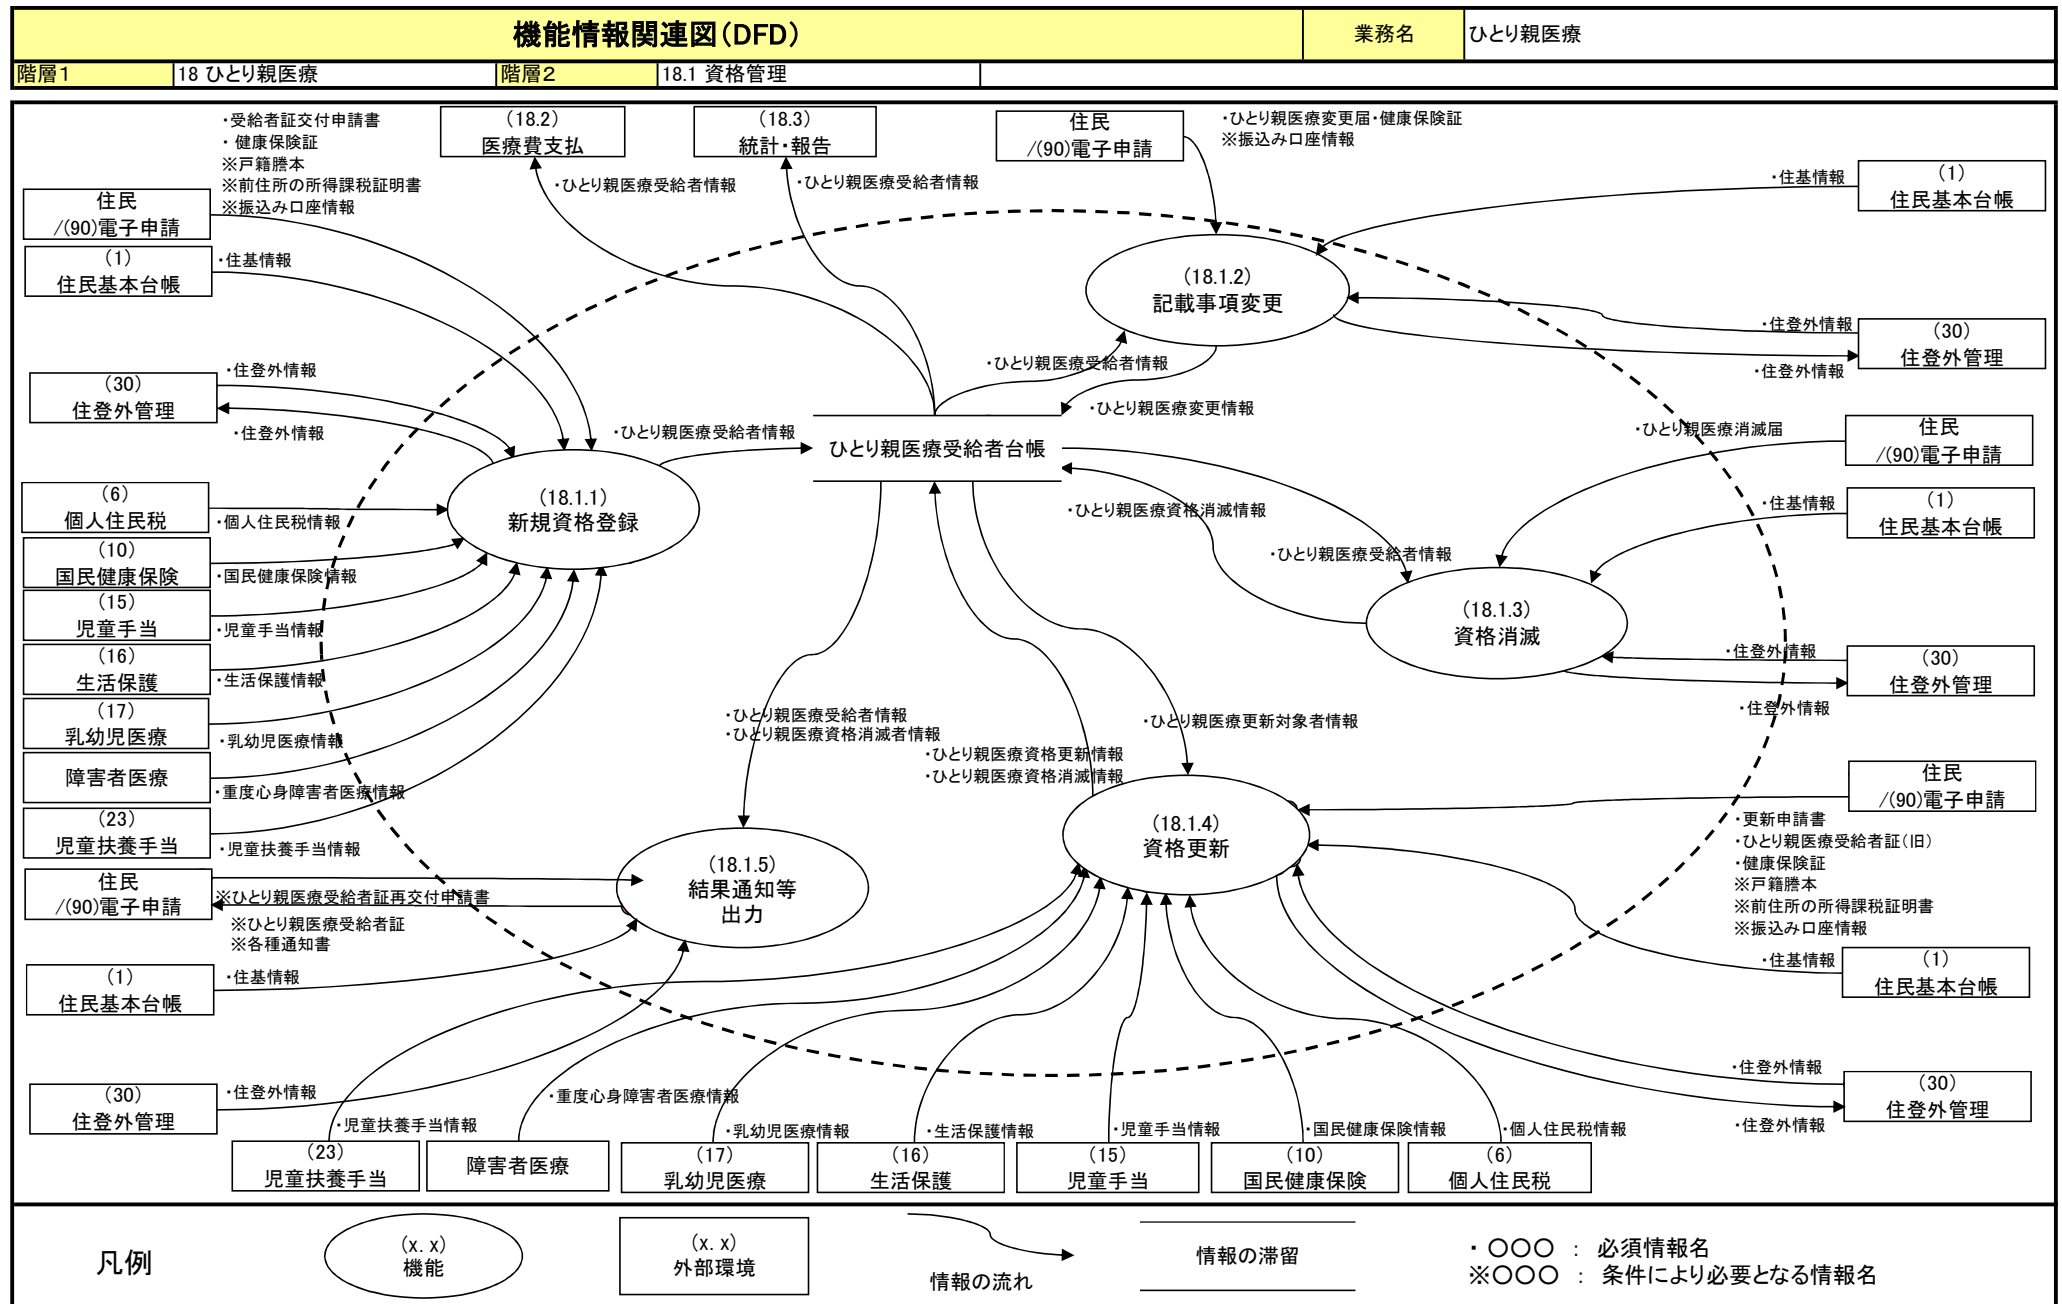 機能情報関連図(DFD)
業務名
ひとり親医療
階層1
18 ひとり親医療
階層2
18.1 資格管理
・受給者証交付申請書
・健康保険証
※戸籍謄本
※前住所の所得課税証明書
※振込み口座情報
住民
/(90)電子申請
(1)
住民基本台帳
・住基情報
(30)
住登外管理
・住登外情報
・住登外情報
(6)
個人住民税
・個人住民税情報
(10)
国民健康保険
・国民健康保険情報
(15)
児童手当
・児童手当情報
(16)
生活保護
・生活保護情報
(17)
乳幼児医療
・乳幼児医療情報
障害者医療
・重度心身障害者医療情報
(23)
児童扶養手当
・児童扶養手当情報
住民
/(90)電子申請
※ひとり親医療受給者証再交付申請書
※ひとり親医療受給者証
※各種通知書
(1)
住民基本台帳
・住基情報
(30)
住登外管理
・住登外情報
(18.2)
医療費支払
・ひとり親医療受給者情報
(18.3)
統計・報告
・ひとり親医療受給者情報
住民
/(90)電子申請
・ひとり親医療変更届・健康保険証
※振込み口座情報
・住基情報
(1)
住民基本台帳
(18.1.2)
記載事項変更
・住登外情報
(30)
住登外管理
・住登外情報
・ひとり親医療受給者情報
・ひとり親医療変更情報
・ひとり親医療受給者情報
ひとり親医療受給者台帳
(18.1.1)
新規資格登録
・ひとり親医療消滅届
住民
/(90)電子申請
・住基情報
(1)
住民基本台帳
・ひとり親医療資格消滅情報
・ひとり親医療受給者情報
(18.1.3)
資格消滅
・住登外情報
(30)
住登外管理
・住登外情報
・ひとり親医療受給者情報
・ひとり親医療資格消滅者情報
・ひとり親医療更新対象者情報
・ひとり親医療資格更新情報
・ひとり親医療資格消滅情報
(18.1.4)
資格更新
(18.1.5)
結果通知等
出力
住民
/(90)電子申請
・更新申請書
・ひとり親医療受給者証(旧)
・健康保険証
※戸籍謄本
※前住所の所得課税証明書
※振込み口座情報
・住基情報
(1)
住民基本台帳
・住登外情報
(30)
住登外管理
・住登外情報
・児童扶養手当情報
(23)
児童扶養手当
・重度心身障害者医療情報
障害者医療
・乳幼児医療情報
(17)
乳幼児医療
・生活保護情報
(16)
生活保護
・児童手当情報
(15)
児童手当
・国民健康保険情報
(10)
国民健康保険
・個人住民税情報
(6)
個人住民税
凡例
(x. x)
機能
(x. x)
外部環境
情報の流れ
情報の滞留
・〇〇〇 : 必須情報名
※〇〇〇 : 条件により必要となる情報名